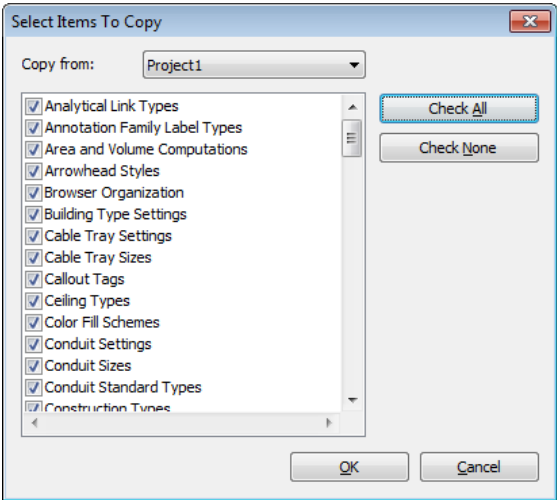 Select Items To Copy
Copy from: Project1
Analytical Link Types
Annotation Family Label Types
Area and Volume Computations
Arrowhead Styles
Browser Organization
Building Type Settings
Cable Tray Settings
Cable Tray Sizes
Callout Tags
Ceiling Types
Color Fill Schemes
Conduit Settings
Conduit Sizes
Conduit Standard Types
Construction Types
Check All
Check None
OK
Cancel